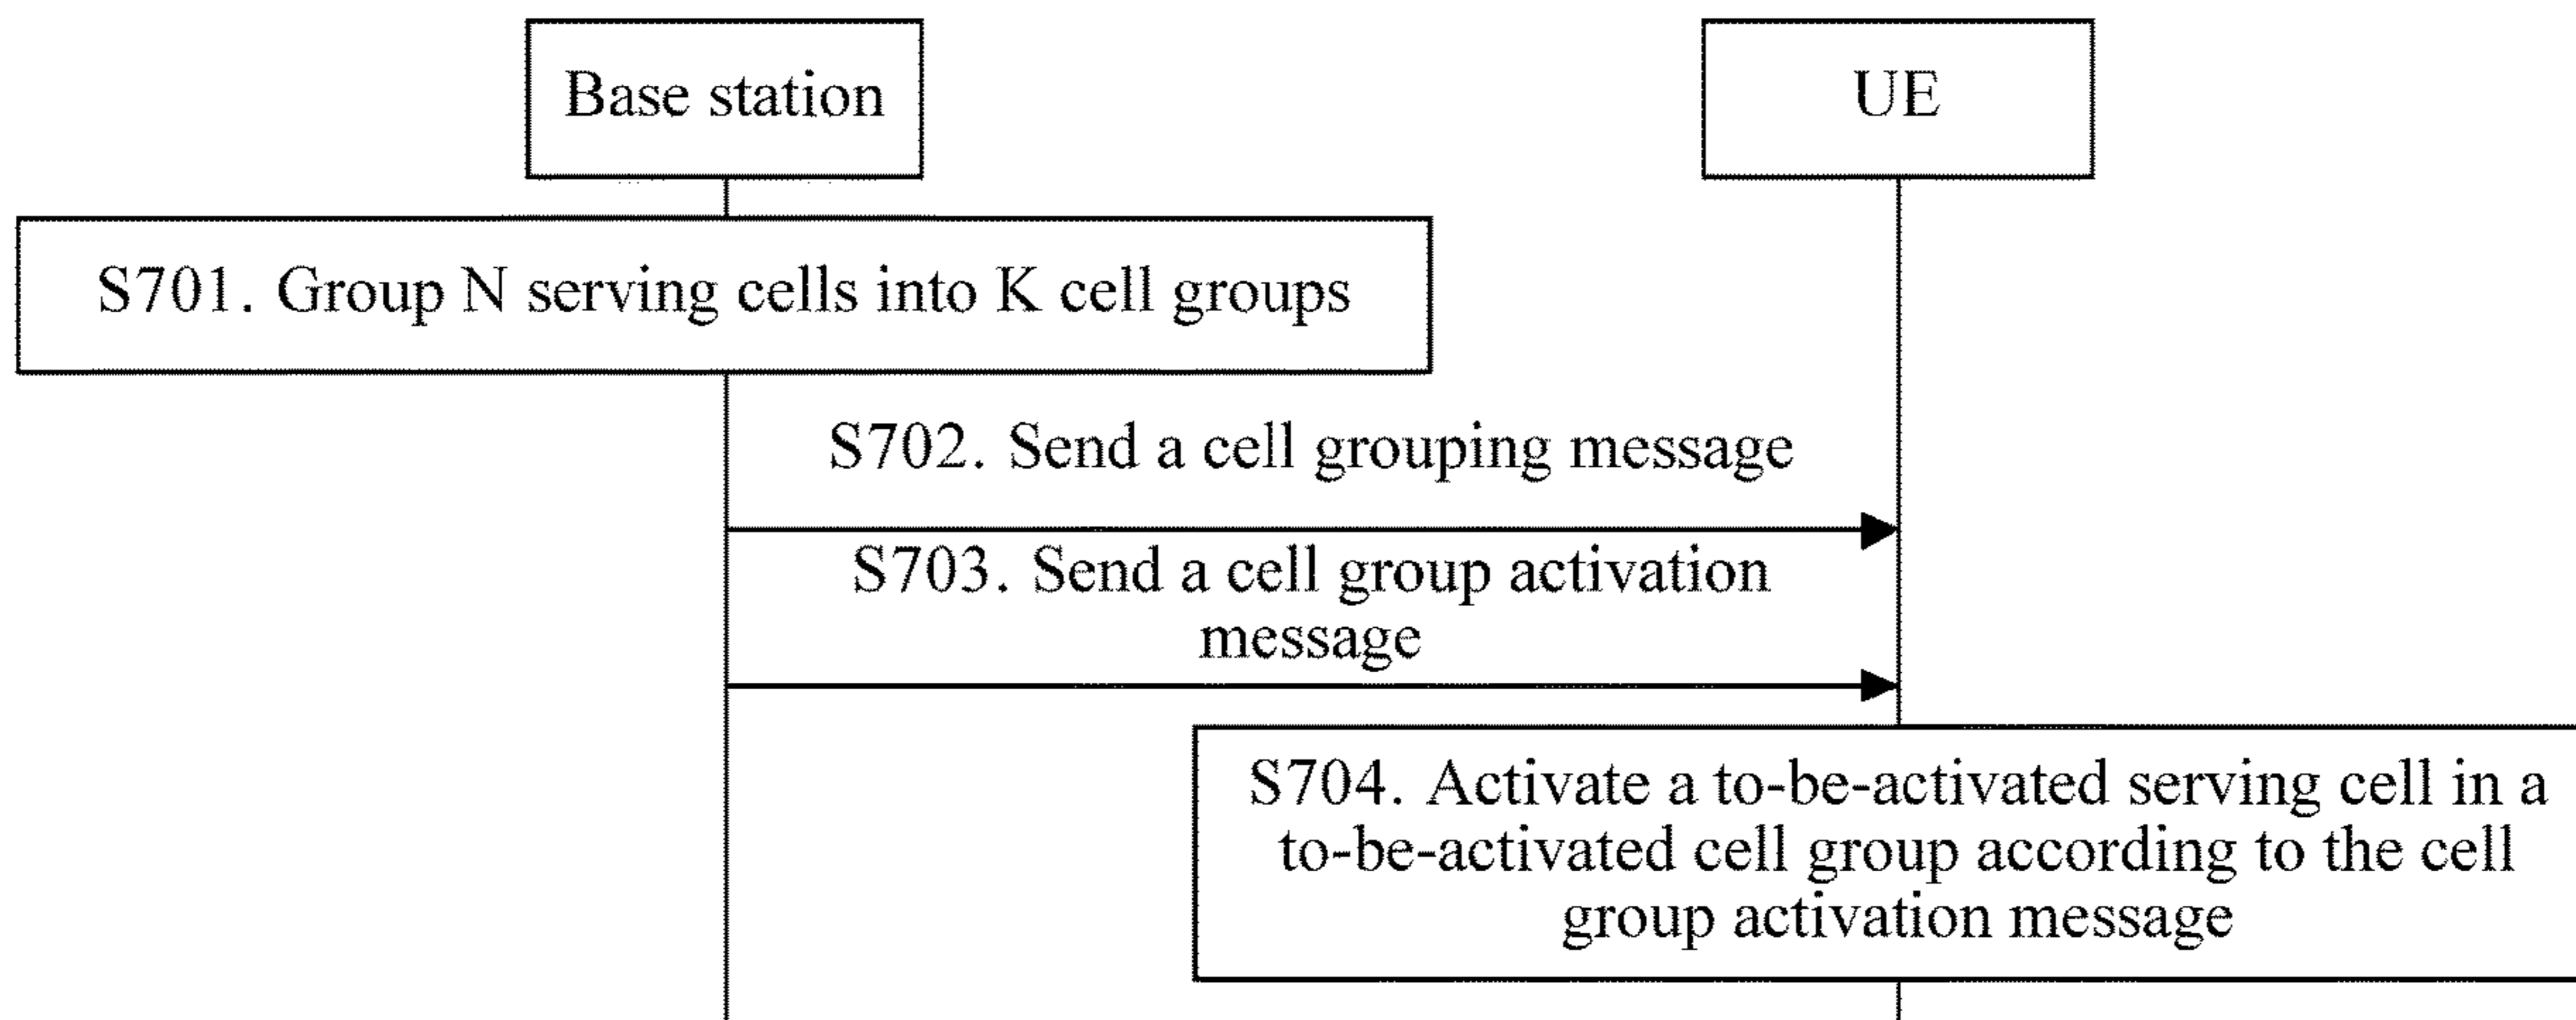 Base station
UE
S701. Group N serving cells into K cell groups
S702. Send a cell grouping message
S703. Send a cell group activation
message
S704. Activate a to-be-activated serving cell in a
to-be-activated cell group according to the cell
group activation message